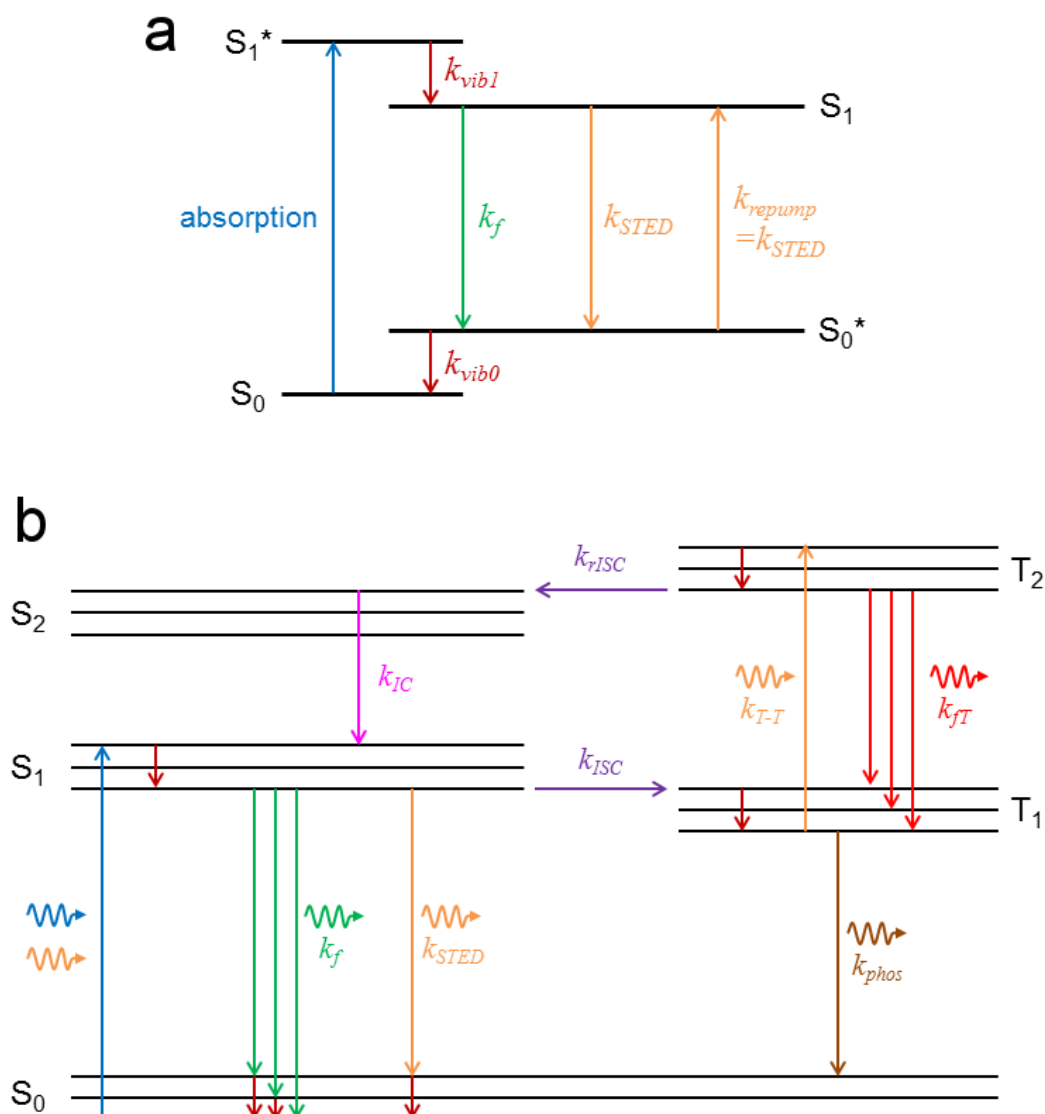 a
S1*
kvib1
S1
absorption
kf
kSTED
krepump
=kSTED
S0*
kvib0
S0
b
krISC
T2
S2
kIC
kT-T
kfT
S1
kISC
T1
kf
kSTED
kphos
S0